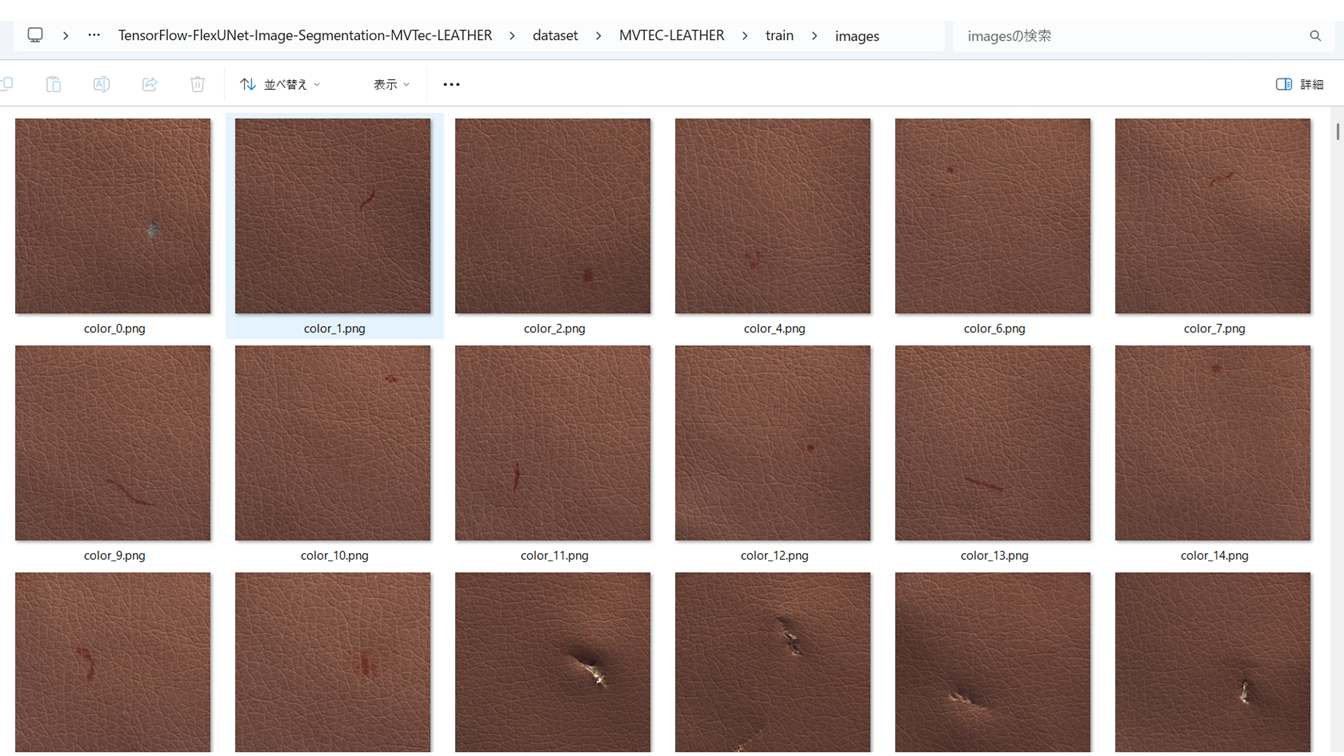 TensorFlow-FlexUNet-Image-Segmentation-MVTec-LEATHER > dataset > MVTEC-LEATHER > train > images
imagesの検索
並べ替え 表示 詳細
color_0.png color_1.png color_2.png color_4.png color_6.png color_7.png
color_9.png color_10.png color_11.png color_12.png color_13.png color_14.png